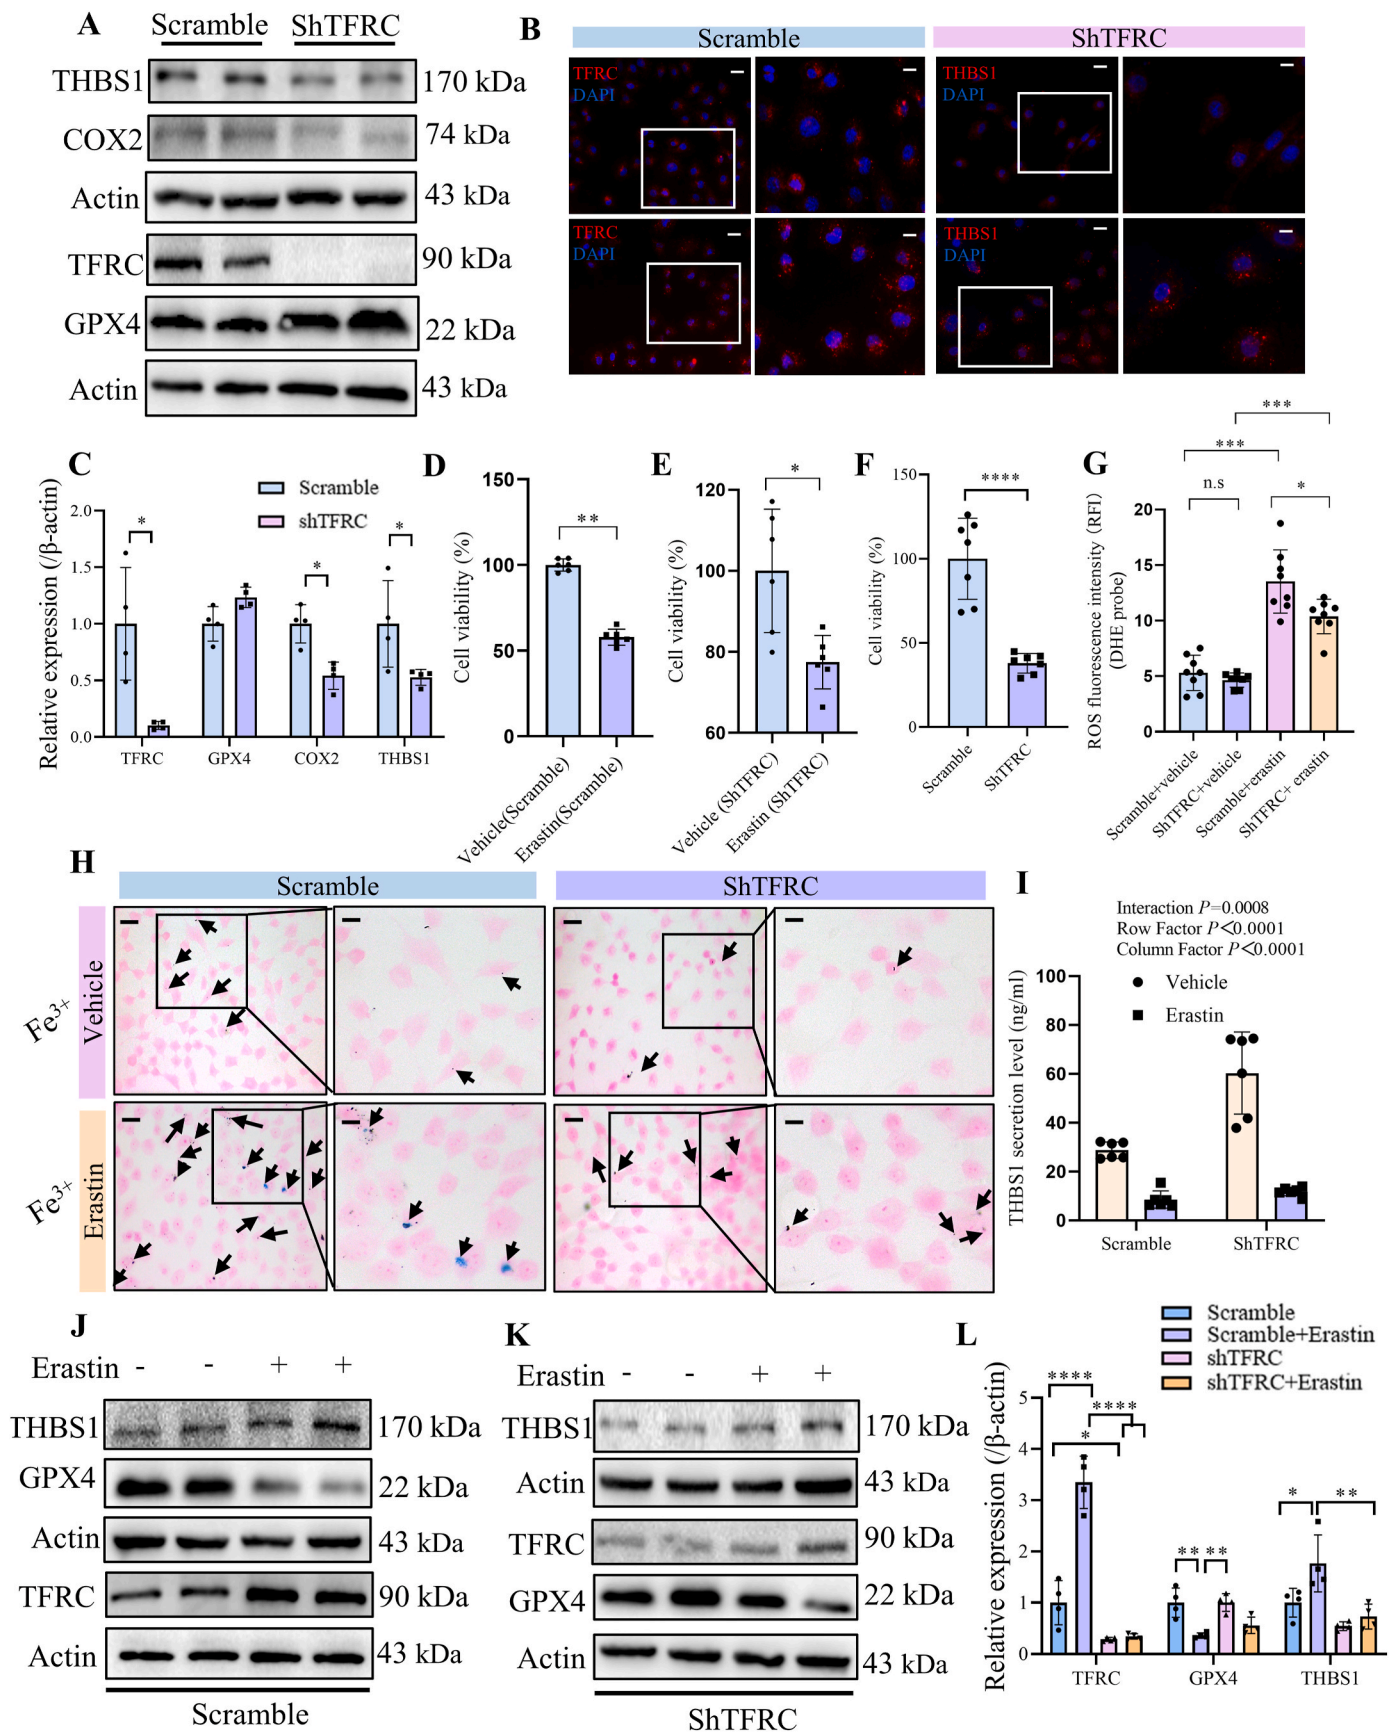 A
Scramble ShTFRC
THBS1 170 kDa
COX2 74 kDa
Actin 43 kDa
TFRC 90 kDa
GPX4 22 kDa
Actin 43 kDa
B
Scramble ShTFRC
TFRC
DAPI
THBS1
DAPI
TFRC
DAPI
THBS1
DAPI
C
Scramble
shTFRC
Relative expression (/β-actin)
2.0
1.5
1.0
0.5
0.0
* * *
TFRC GPX4 COX2 THBS1
D
Cell viability (%)
150
100
50
0
**
Vehicle(Scramble)
Erastin(Scramble)
E
Cell viability (%)
120
100
80
60
*
Vehicle (ShTFRC)
Erastin (ShTFRC)
F
Cell viability (%)
150
100
50
0
****
Scramble
ShTFRC
G
ROS fluorescence intensity (RFI)
(DHE probe)
20
15
10
5
0
***
***
n.s
*
Scramble+vehicle
ShTFRC+vehicle
Scramble+erastin
ShTFRC+ erastin
H
Scramble ShTFRC
Fe3+
Vehicle
Fe3+
Erastin
I
Interaction P=0.0008
Row Factor P<0.0001
Column Factor P<0.0001
Vehicle
Erastin
THBS1 secretion level (ng/ml)
100
80
60
40
20
0
Scramble ShTFRC
J
Erastin - - + +
THBS1 170 kDa
GPX4 22 kDa
Actin 43 kDa
TFRC 90 kDa
Actin 43 kDa
Scramble
K
Erastin - - + +
THBS1 170 kDa
Actin 43 kDa
TFRC 90 kDa
GPX4 22 kDa
Actin 43 kDa
ShTFRC
L
Scramble
Scramble+Erastin
shTFRC
shTFRC+Erastin
Relative expression (/β-actin)
5
4
3
2
1
0
****
****
*
** **
* **
TFRC GPX4 THBS1